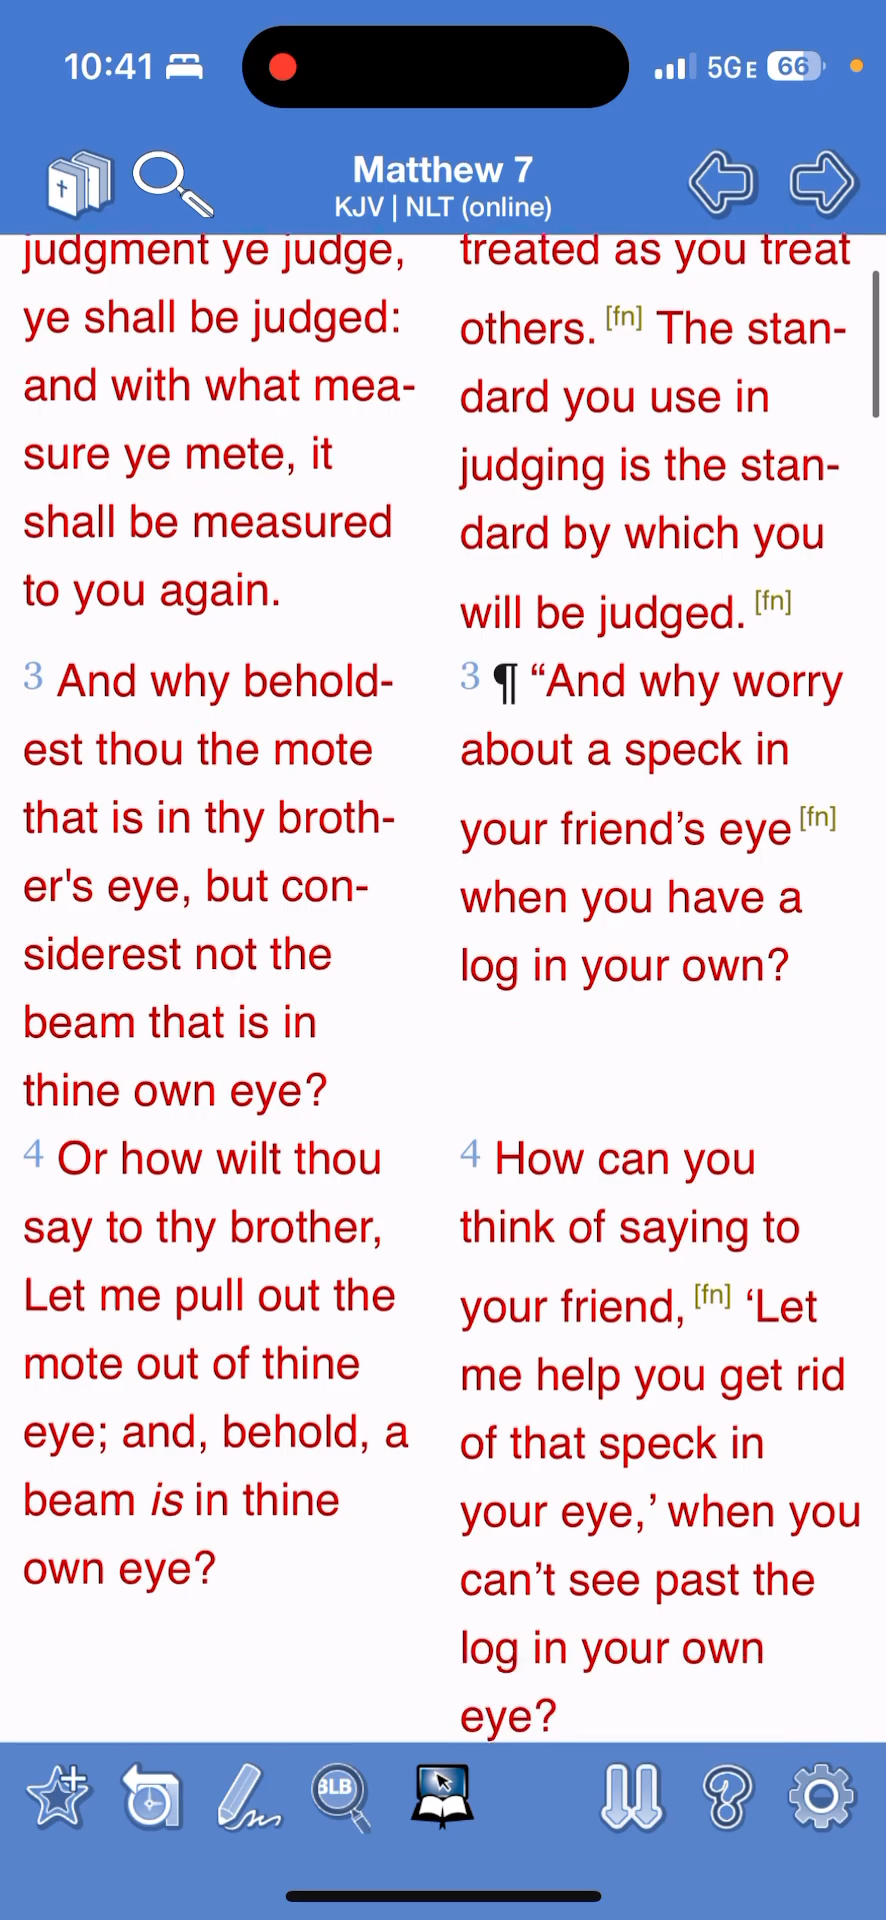 10:41
5GE 66
Matthew 7
KJV | NLT (online)
judgment ye judge,
ye shall be judged:
and with what mea-
sure ye mete, it
shall be measured
to you again.
3 And why behold-
est thou the mote
that is in thy broth-
er's eye, but con-
siderest not the
beam that is in
thine own eye?
4 Or how wilt thou
say to thy brother,
Let me pull out the
mote out of thine
eye; and, behold, a
beam is in thine
own eye?
treated as you treat
others. [fn] The stan-
dard you use in
judging is the stan-
dard by which you
will be judged. [fn]
3 ¶ “And why worry
about a speck in
your friend’s eye [fn]
when you have a
log in your own?
4 How can you
think of saying to
your friend, [fn] ‘Let
me help you get rid
of that speck in
your eye,’ when you
can’t see past the
log in your own
eye?
BLB